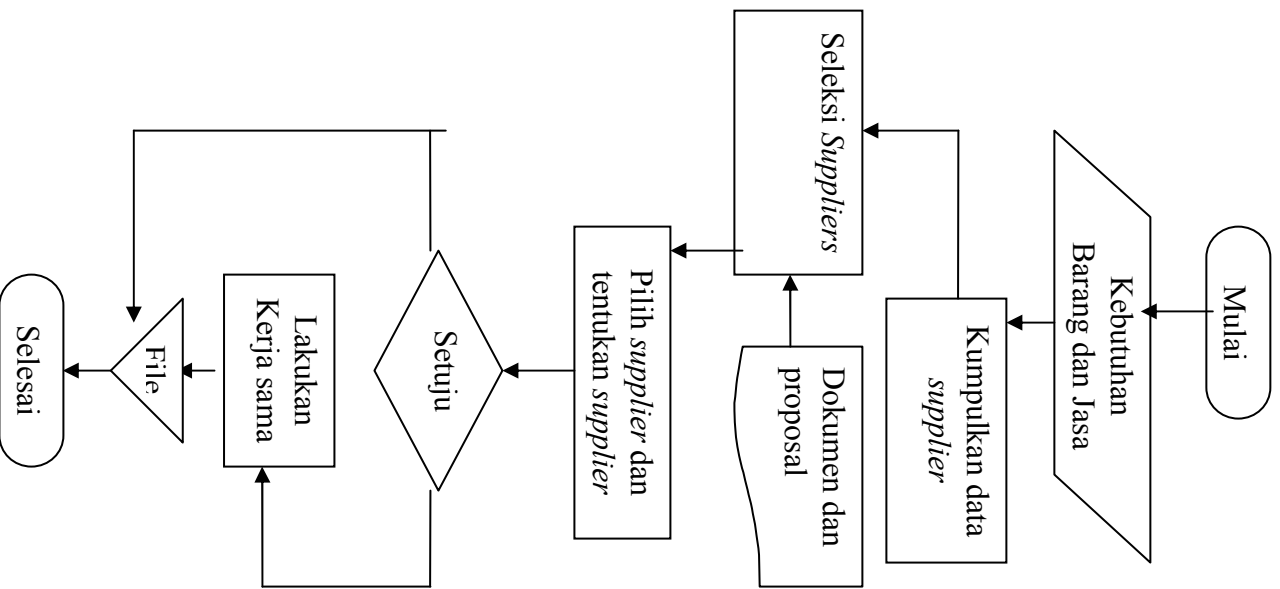 Mulai
Kebutuhan
Barang dan Jasa
Kumpulkan data
supplier
Dokumen dan
proposal
Seleksi Suppliers
Pilih supplier dan
tentukan supplier
Setuju
Lakukan
Kerja sama
File
Selesai